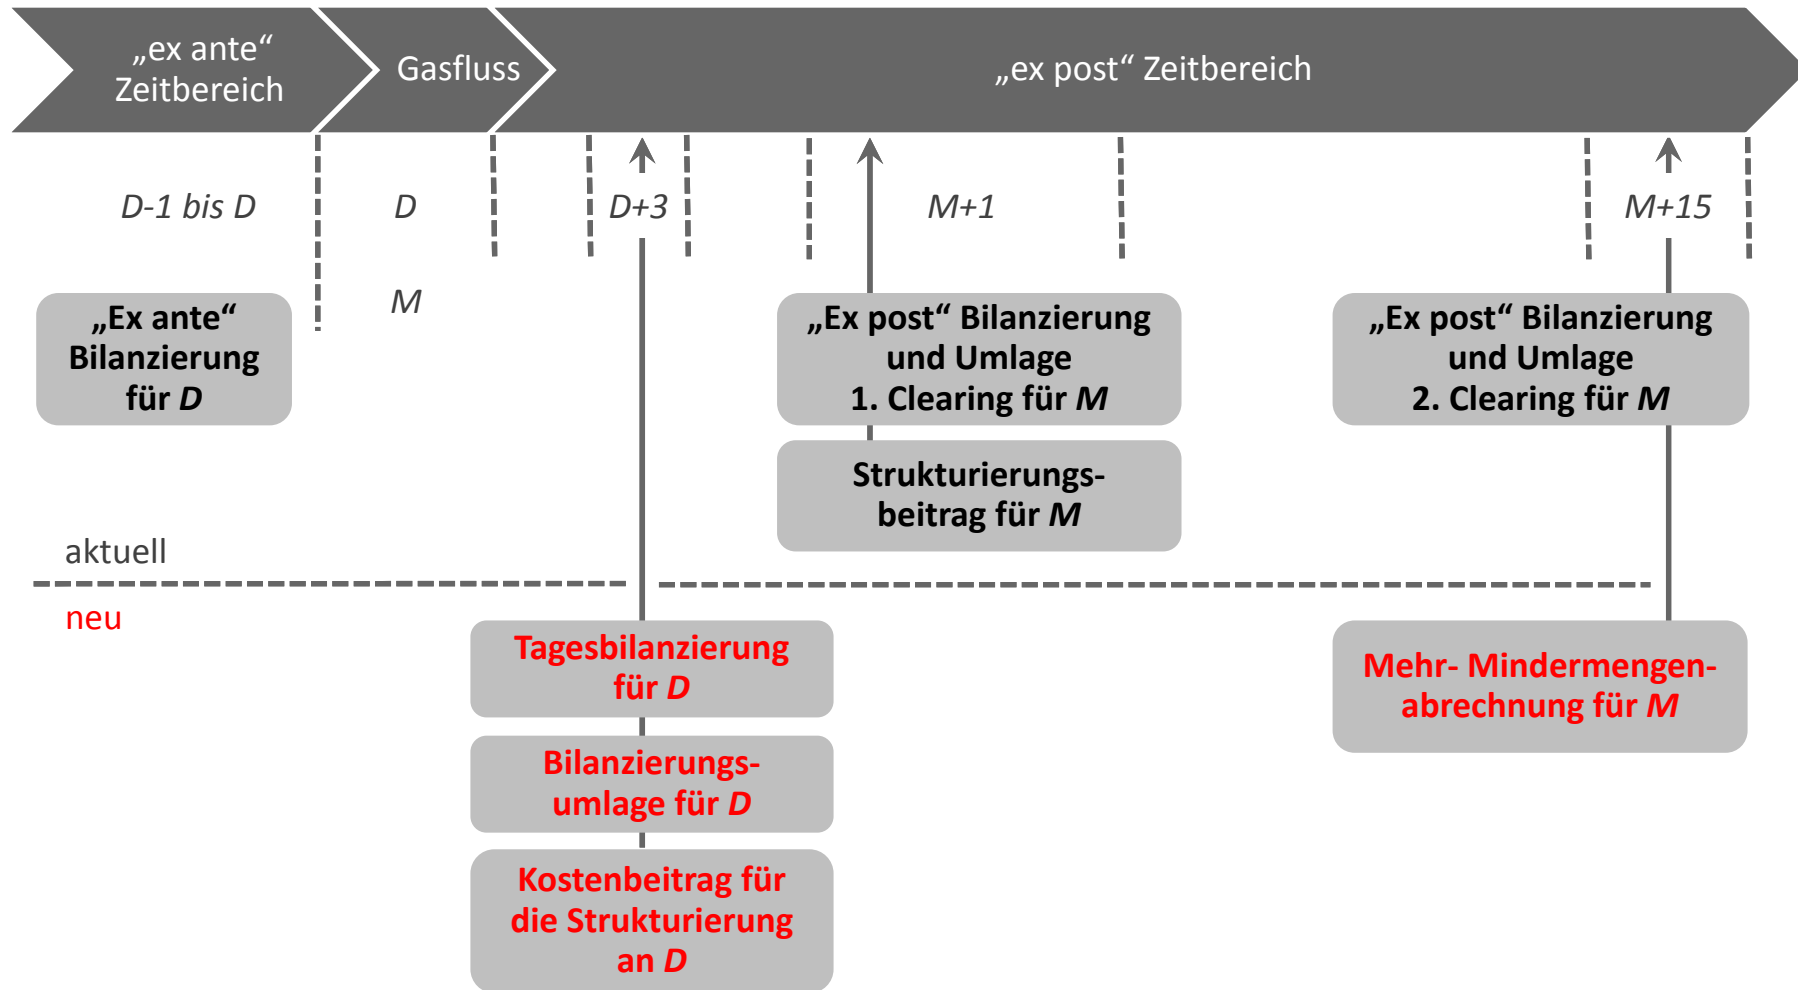 „ex ante“
Zeitbereich
Gasfluss
„ex post“ Zeitbereich
D-1 bis D
D
D+3
M+1
M+15
M
„Ex ante“
Bilanzierung
für D
„Ex post“ Bilanzierung
und Umlage
1. Clearing für M
„Ex post“ Bilanzierung
und Umlage
2. Clearing für M
Strukturierungs-
beitrag für M
aktuell
neu
Tagesbilanzierung
für D
Mehr- Mindermengen-
abrechnung für M
Bilanzierungs-
umlage für D
Kostenbeitrag für
die Strukturierung
an D